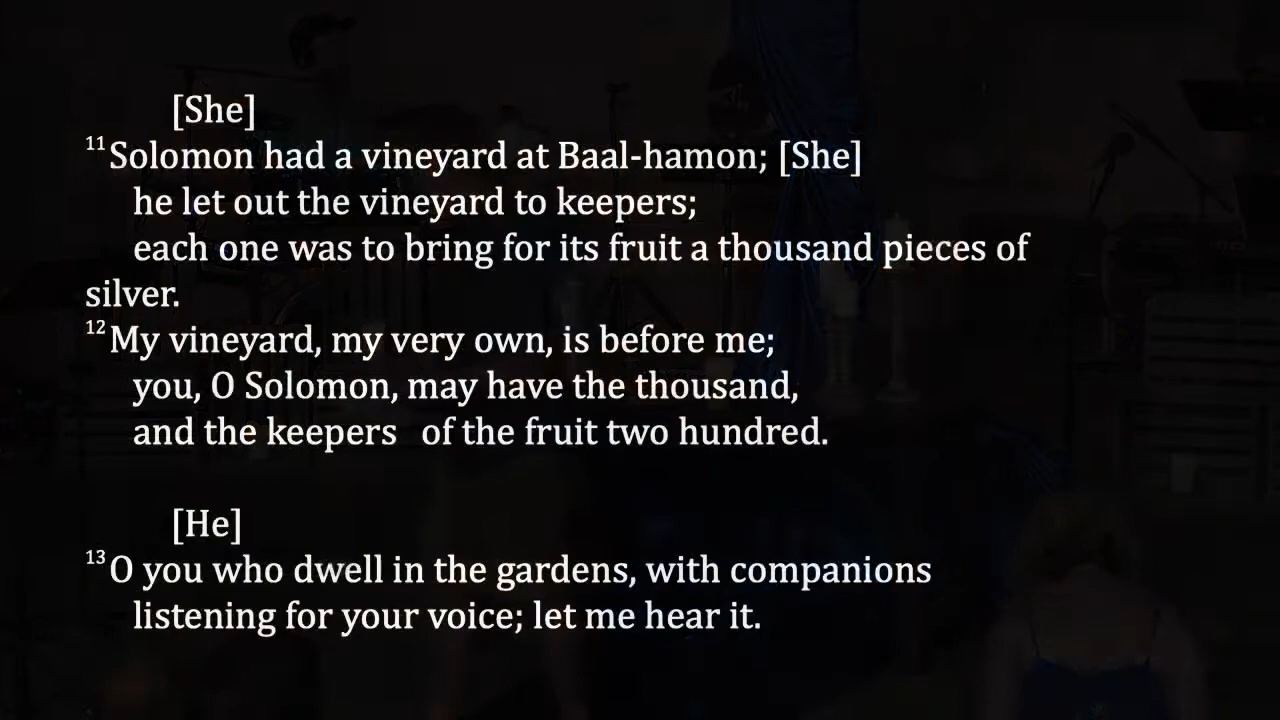 [She]
11 Solomon had a vineyard at Baal-hamon; [She]
he let out the vineyard to keepers;
each one was to bring for its fruit a thousand pieces of
silver.
12 My vineyard, my very own, is before me;
you, O Solomon, may have the thousand,
and the keepers of the fruit two hundred.
[He]
13 O you who dwell in the gardens, with companions
listening for your voice; let me hear it.